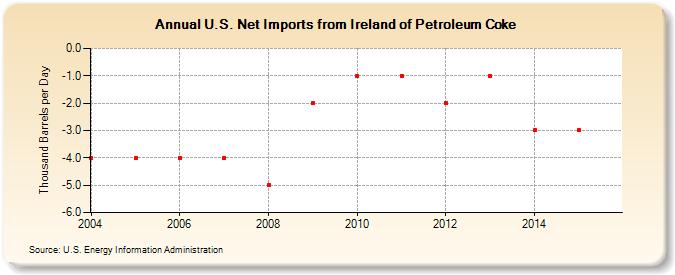 Annual U.S. Net Imports from Ireland of Petroleum Coke
Thousand Barrels per Day
0.0
-1.0
-2.0
-3.0
-4.0
-5.0
-6.0
2004 2006 2008 2010 2012 2014
Source: U.S. Energy Information Administration